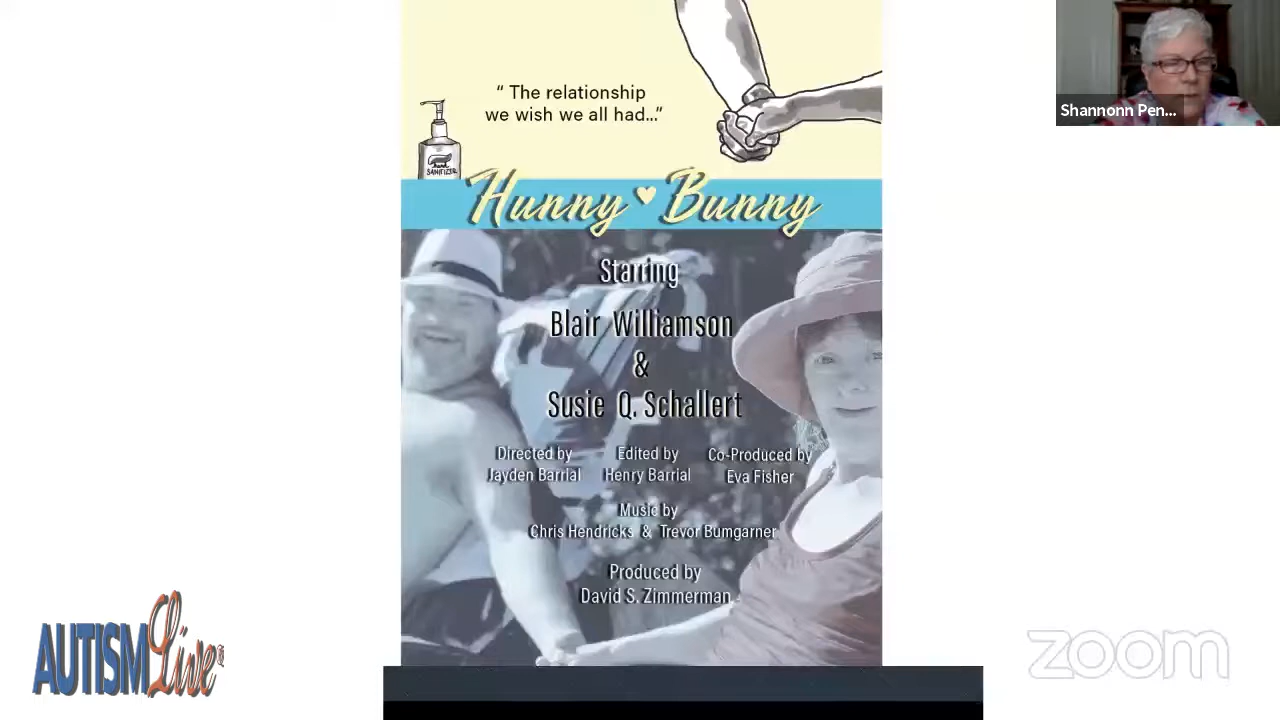 Shannonn Pen...
“ The relationship
we wish we all had...”
SANITIZER
Hunny Bunny
Starring
Blair Williamson
&
Susie Q. Schallert
Directed by
Jayden Barrial
Edited by
Henry Barrial
Co-Produced by
Eva Fisher
Music by
Chris Hendricks & Trevor Bumgarner
Produced by
David S. Zimmerman
AUTISM Live
zoom